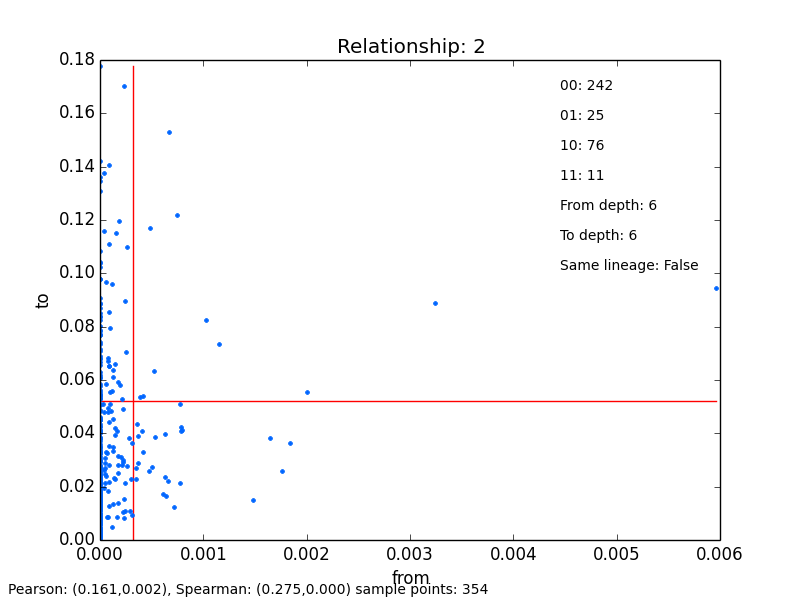 Relationship: 2
0.18
0.16
0.14
0.12
0.10
0.08
0.06
0.04
0.02
0.00
to
00: 242
01: 25
10: 76
11: 11
From depth: 6
To depth: 6
Same lineage: False
0.000 0.001 0.002 0.003 0.004 0.005 0.006
from
Pearson: (0.161,0.002), Spearman: (0.275,0.000) sample points: 354